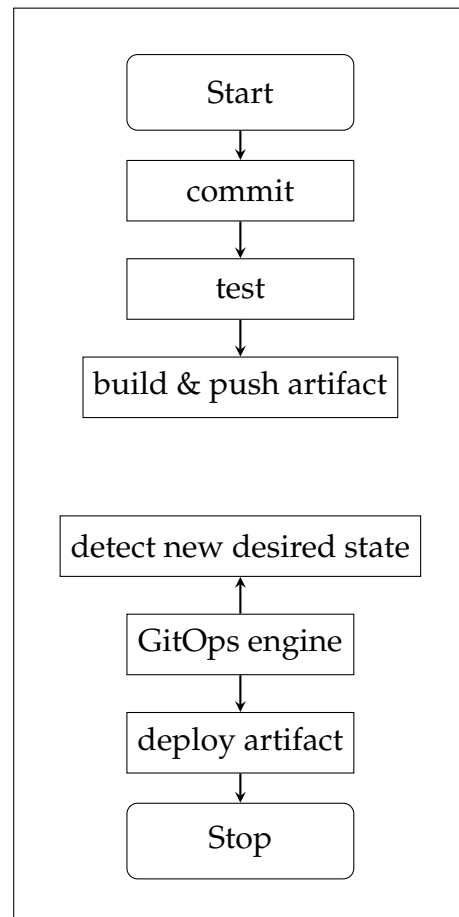 Start
commit
test
build & push artifact
detect new desired state
GitOps engine
deploy artifact
Stop